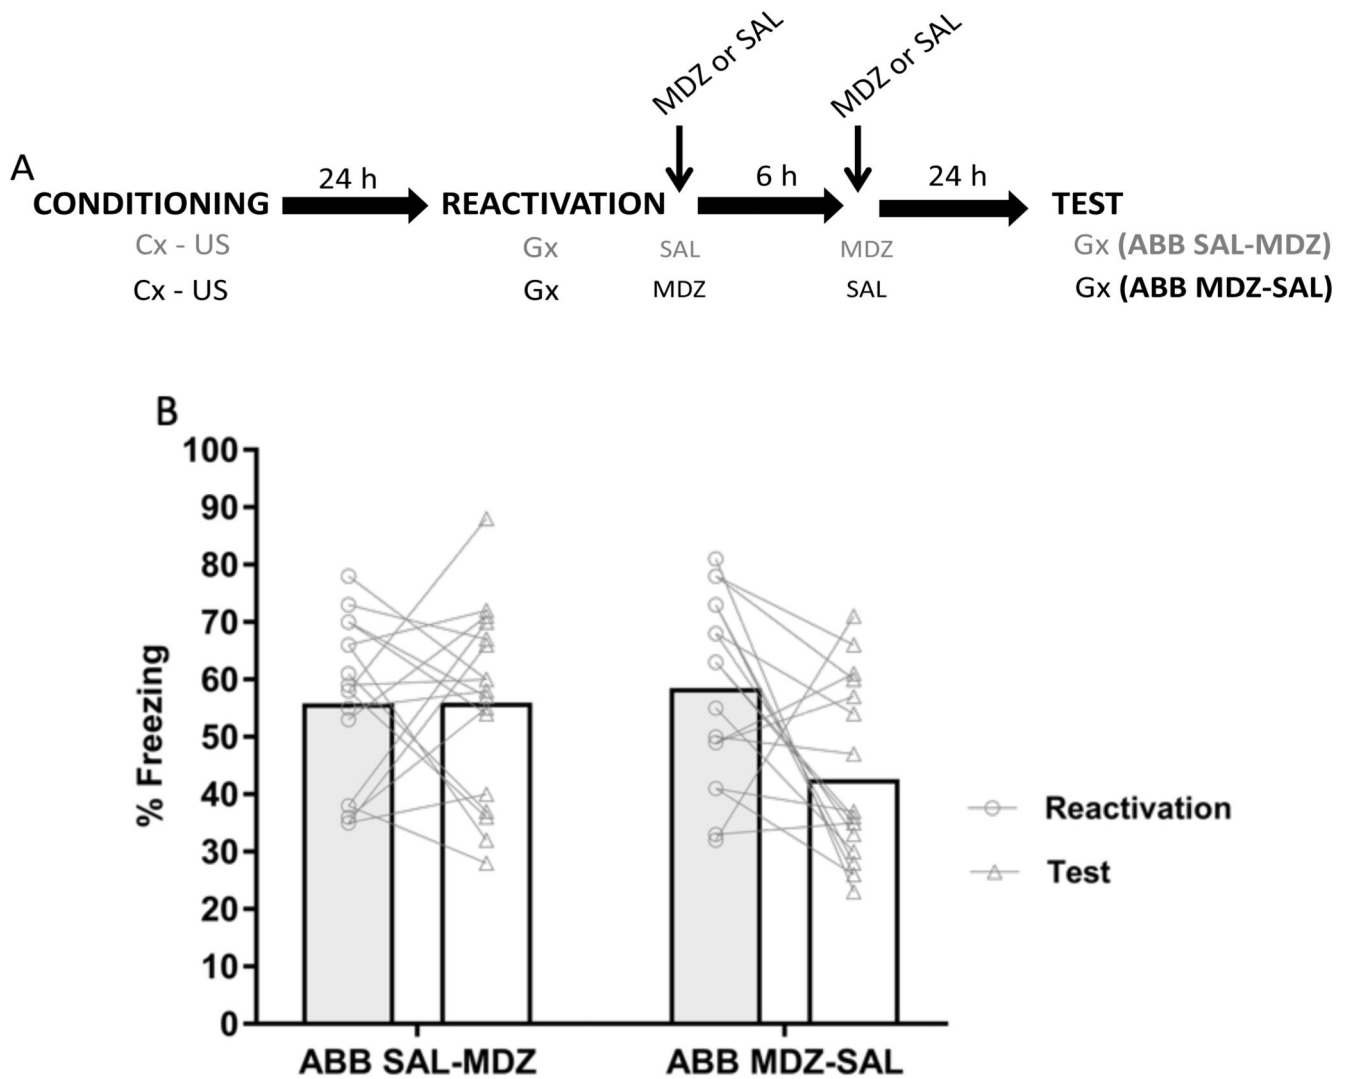 MDZ or SAL
MDZ or SAL
A
CONDITIONING 24 h REACTIVATION 6 h 24 h TEST
Cx - US Gx SAL MDZ Gx (ABB SAL-MDZ)
Cx - US Gx MDZ SAL Gx (ABB MDZ-SAL)
B
100
90
80
70
60
50
40
30
20
10
0
% Freezing
Reactivation
Test
ABB SAL-MDZ ABB MDZ-SAL